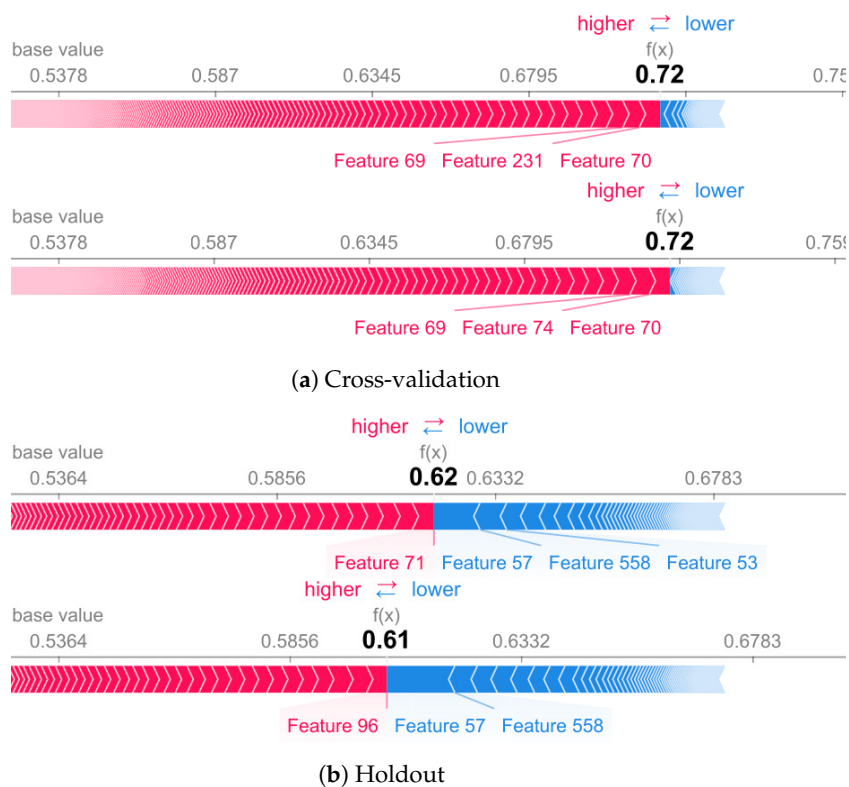 higher ⇄ lower
base value f(x)
0.5378 0.587 0.6345 0.6795 0.72 0.75
Feature 69 Feature 231 Feature 70
higher ⇄ lower
base value f(x)
0.5378 0.587 0.6345 0.6795 0.72 0.759
Feature 69 Feature 74 Feature 70
(a) Cross-validation
higher ⇄ lower
base value f(x)
0.5364 0.5856 0.62 0.6332 0.6783
Feature 71 Feature 57 Feature 558 Feature 53
higher ⇄ lower
base value f(x)
0.5364 0.5856 0.61 0.6332 0.6783
Feature 96 Feature 57 Feature 558
(b) Holdout